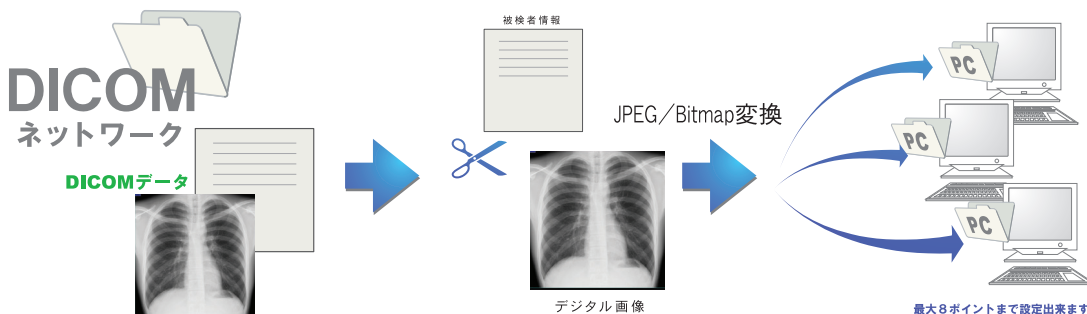 DICOM
ネットワーク
DICOMデータ
被検者情報
デジタル画像
JPEG／Bitmap変換
PC
PC
PC
最大8ポイントまで設定出来ます